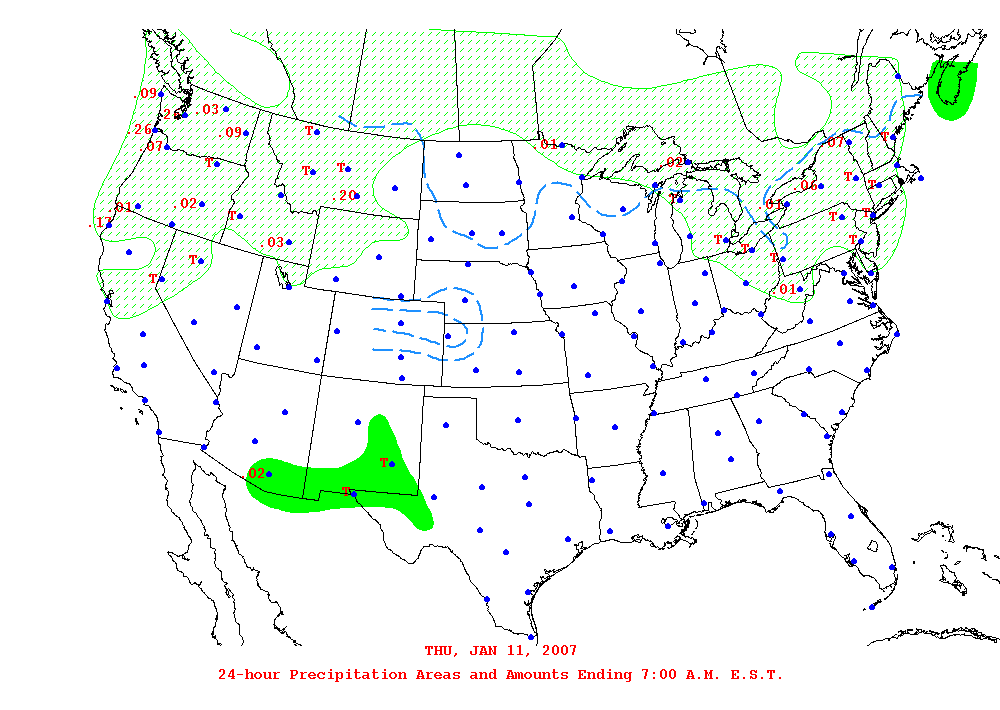 .09
.2
.03
.26
.09
T
.07
.01
.07
T
.02
T
T
T
T
.20
T
.06
T
.01
.02
T
.01
T
T
.17
T
T
T
.03
T
T
T
.01
T
.02
T
THU, JAN 11, 2007
24-hour Precipitation Areas and Amounts Ending 7:00 A.M. E.S.T.